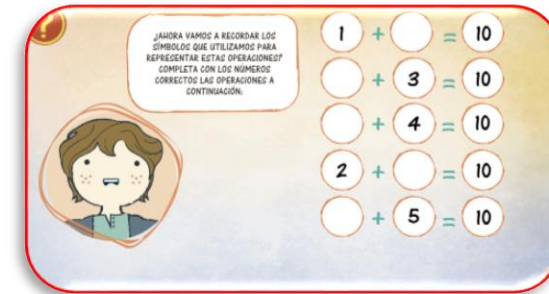 ¿AHORA VAMOS A RECORDAR LOS
SÍMBOLOS QUE UTILIZAMOS PARA
REPRESENTAR ESTAS OPERACIONES?
COMPLETA CON LOS NÚMEROS
CORRECTOS LAS OPERACIONES A
CONTINUACIÓN:
1 + = 10
+ 3 = 10
+ 4 = 10
2 + = 10
+ 5 = 10